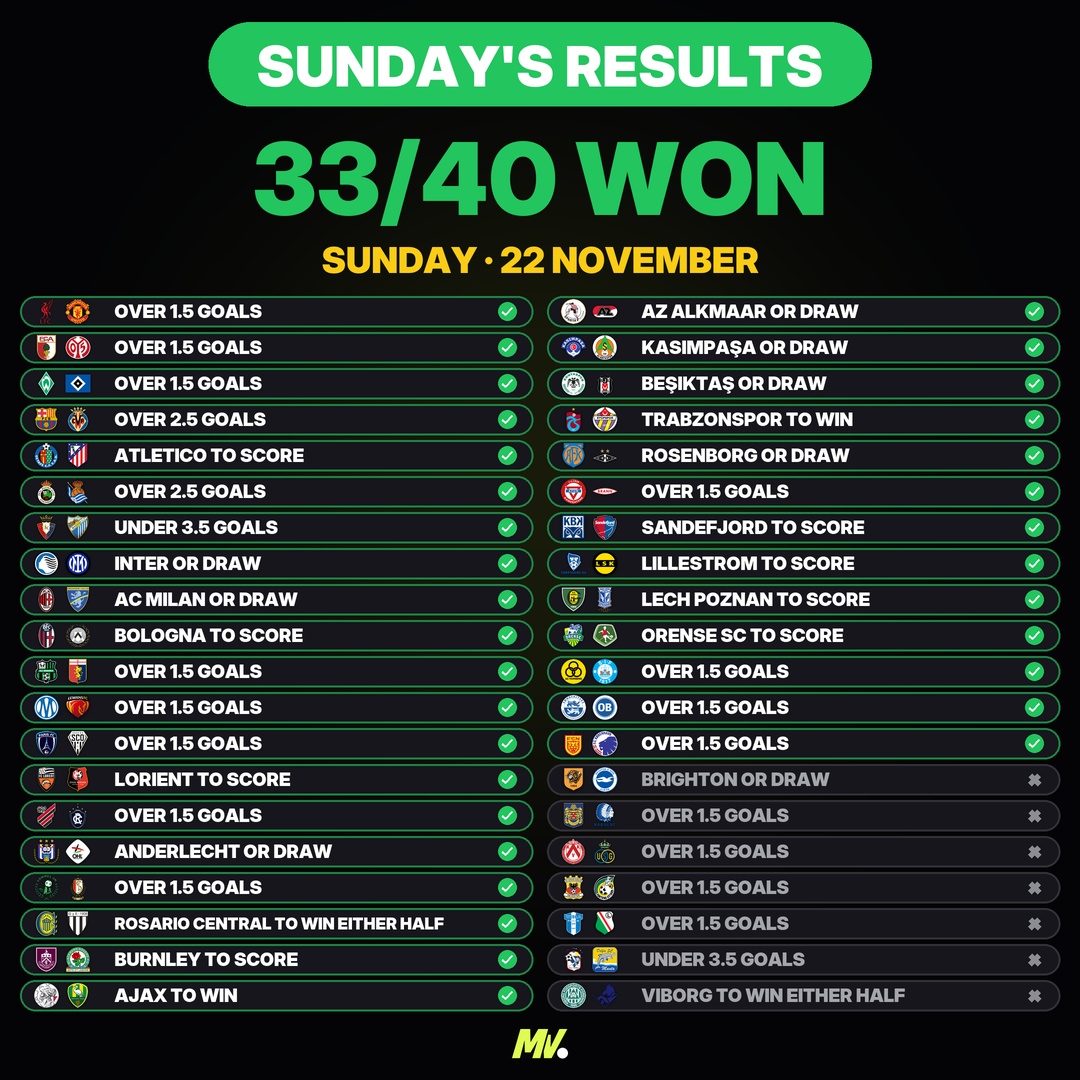 SUNDAY'S RESULTS
33/40 WON
SUNDAY · 22 NOVEMBER
OVER 1.5 GOALS
OVER 1.5 GOALS
OVER 1.5 GOALS
OVER 2.5 GOALS
ATLETICO TO SCORE
OVER 2.5 GOALS
UNDER 3.5 GOALS
INTER OR DRAW
AC MILAN OR DRAW
BOLOGNA TO SCORE
OVER 1.5 GOALS
OVER 1.5 GOALS
OVER 1.5 GOALS
LORIENT TO SCORE
OVER 1.5 GOALS
ANDERLECHT OR DRAW
OVER 1.5 GOALS
ROSARIO CENTRAL TO WIN EITHER HALF
BURNLEY TO SCORE
AJAX TO WIN
AZ ALKMAAR OR DRAW
KASIMPAŞA OR DRAW
BEŞIKTAŞ OR DRAW
TRABZONSPOR TO WIN
ROSENBORG OR DRAW
OVER 1.5 GOALS
SANDEFJORD TO SCORE
LILLESTROM TO SCORE
LECH POZNAN TO SCORE
ORENSE SC TO SCORE
OVER 1.5 GOALS
OVER 1.5 GOALS
OVER 1.5 GOALS
BRIGHTON OR DRAW
OVER 1.5 GOALS
OVER 1.5 GOALS
OVER 1.5 GOALS
OVER 1.5 GOALS
UNDER 3.5 GOALS
VIBORG TO WIN EITHER HALF
MV.